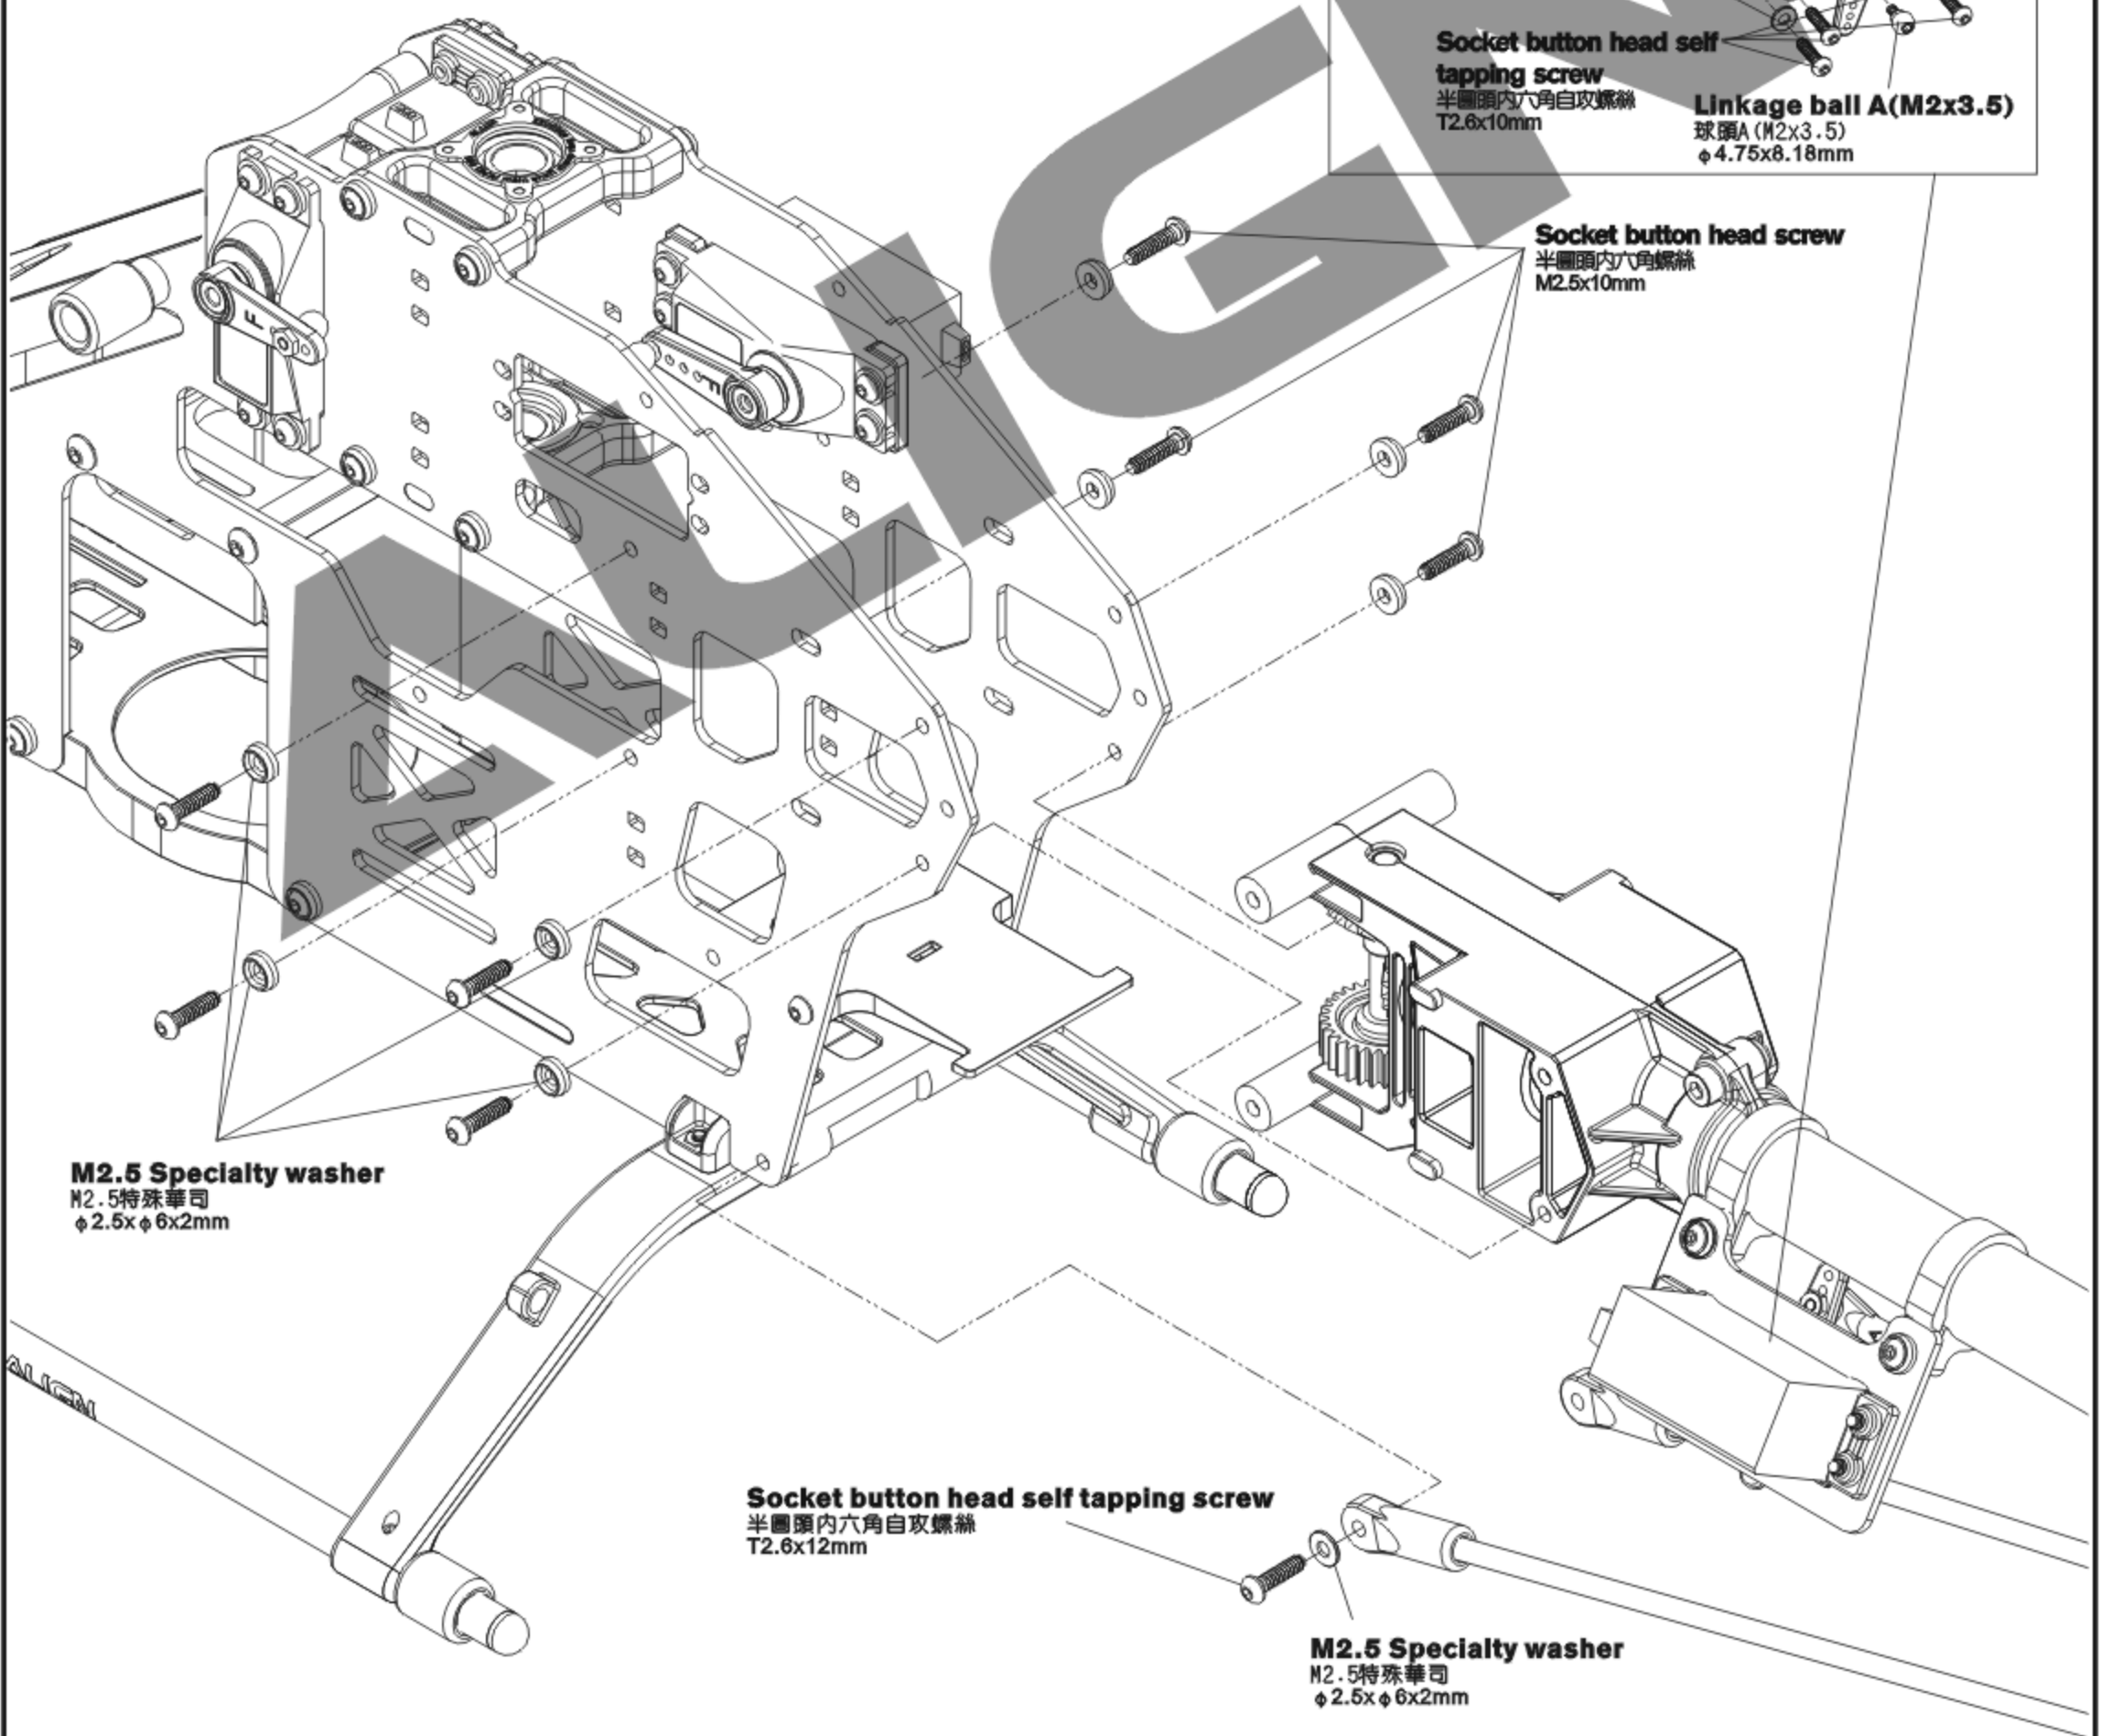 Socket button head self
tapping screw
半圓頭内六角自攻螺絲
T2.6x10mm
Linkage ball A(M2x3.5)
球頭A(M2x3.5)
φ4.75x8.18mm
Socket button head screw
半圓頭内六角螺絲
M2.5x10mm
ALIGN
M2.5 Specialty washer
M2.5特殊華司
φ2.5xφ6x2mm
ALIGN
Socket button head self tapping screw
半圓頭内六角自攻螺絲
T2.6x12mm
M2.5 Specialty washer
M2.5特殊華司
φ2.5xφ6x2mm